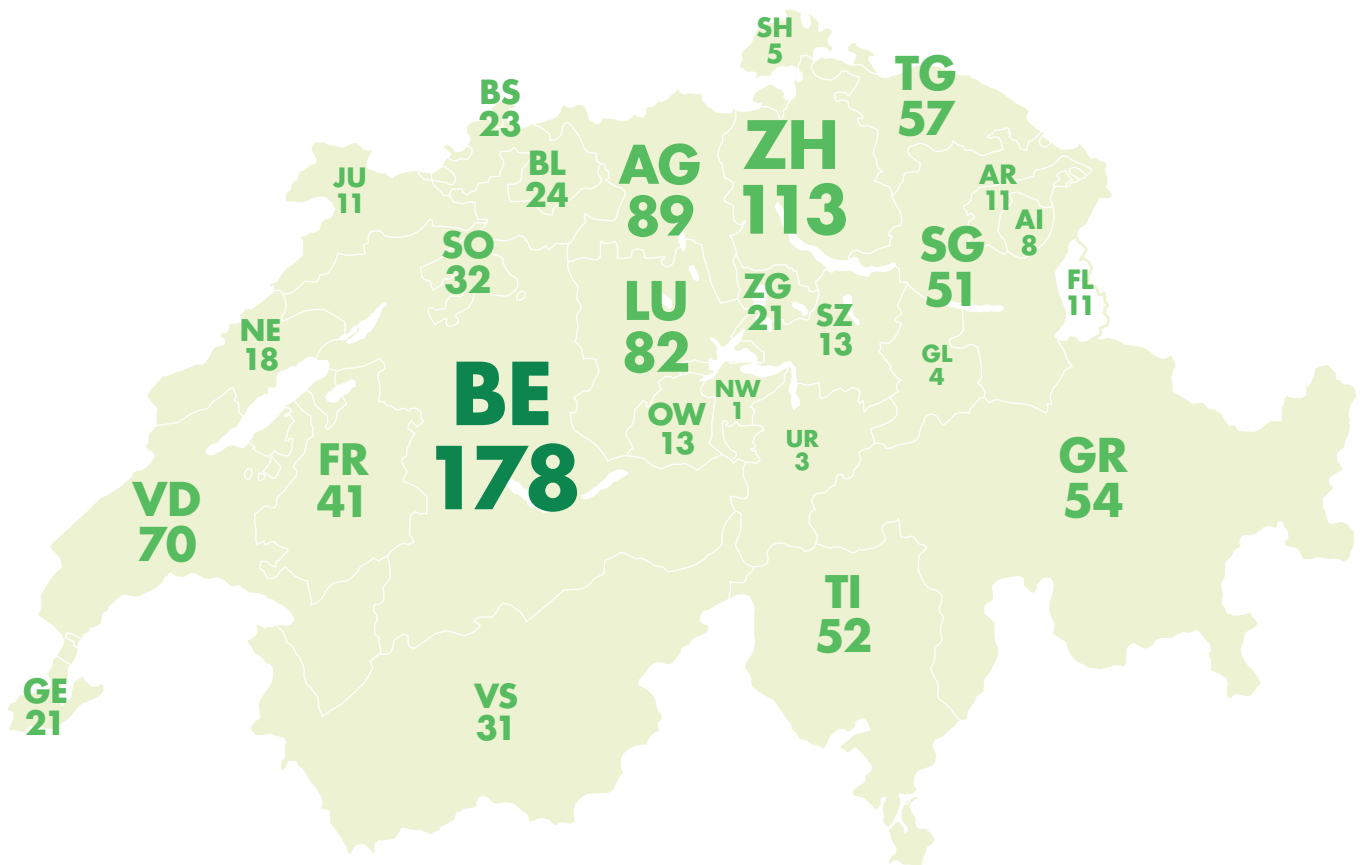 SH
5
TG
57
BS
23
ZH
113
AG
89
BL
24
JU
11
AR
11
AI
8
SO
32
SG
51
FL
11
ZG
21
LU
82
SZ
13
NE
18
GL
4
BE
178
NW
1
OW
13
UR
3
FR
41
GR
54
VD
70
TI
52
GE
21
VS
31